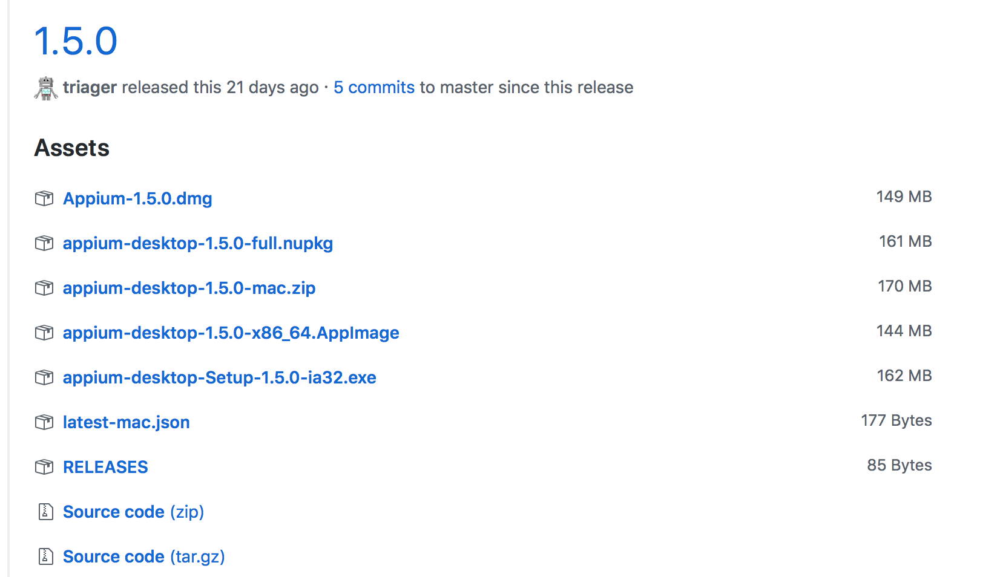 1.5.0
triager released this 21 days ago · 5 commits to master since this release
Assets
Appium-1.5.0.dmg 149 MB
appium-desktop-1.5.0-full.nupkg 161 MB
appium-desktop-1.5.0-mac.zip 170 MB
appium-desktop-1.5.0-x86_64.AppImage 144 MB
appium-desktop-Setup-1.5.0-ia32.exe 162 MB
latest-mac.json 177 Bytes
RELEASES 85 Bytes
Source code (zip)
Source code (tar.gz)